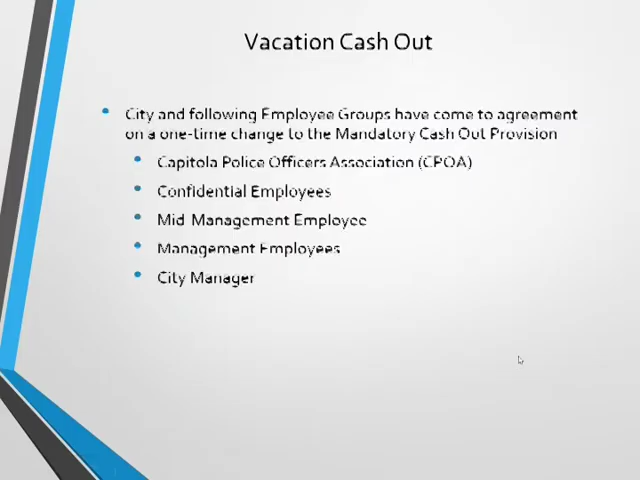 Vacation Cash Out
City and following Employee Groups have come to agreement
on a one-time change to the Mandatory Cash Out Provision
Capitola Police Officers Association (CPOA)
Confidential Employees
Mid-Management Employee
Management Employees
City Manager